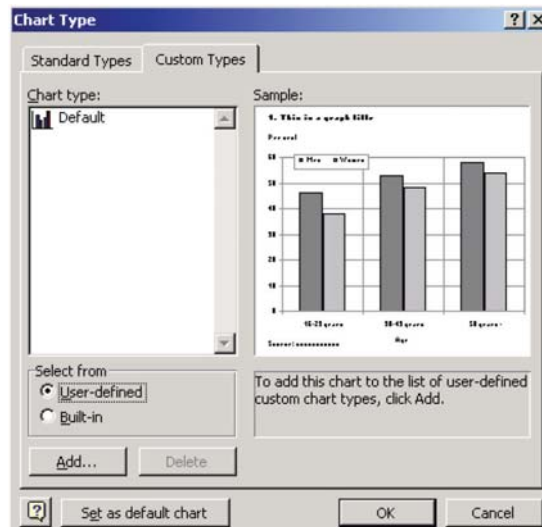 Chart Type
Standard Types
Custom Types
Chart type:
Default
Sample:
1. This is a graph title
Per cent
Men Women
60
50
40
30
20
10
0
16-29 years 30-49 years 50 years-
Age
Select from
User-defined
Built-in
To add this chart to the list of user-defined
custom chart types, click Add.
Add...
Delete
Set as default chart
OK
Cancel